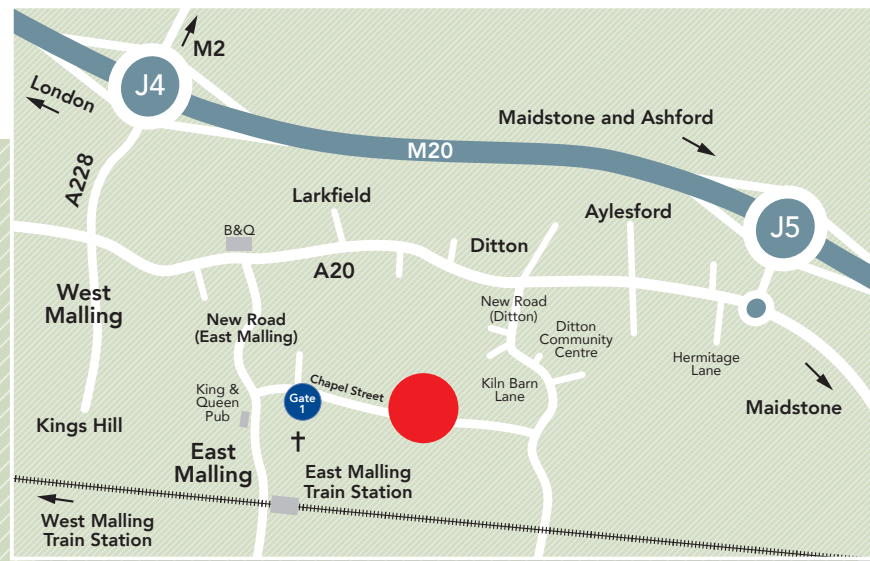 M2
J4
London
Maidstone and Ashford
M20
A228
Larkfield
Aylesford
J5
B&Q
Ditton
A20
West
Malling
New Road
(East Malling)
New Road
(Ditton)
Ditton
Community
Centre
Hermitage
Lane
King &
Queen
Pub
Gate
1
Chapel Street
Kiln Barn
Lane
Maidstone
Kings Hill
East
Malling
East Malling
Train Station
West Malling
Train Station